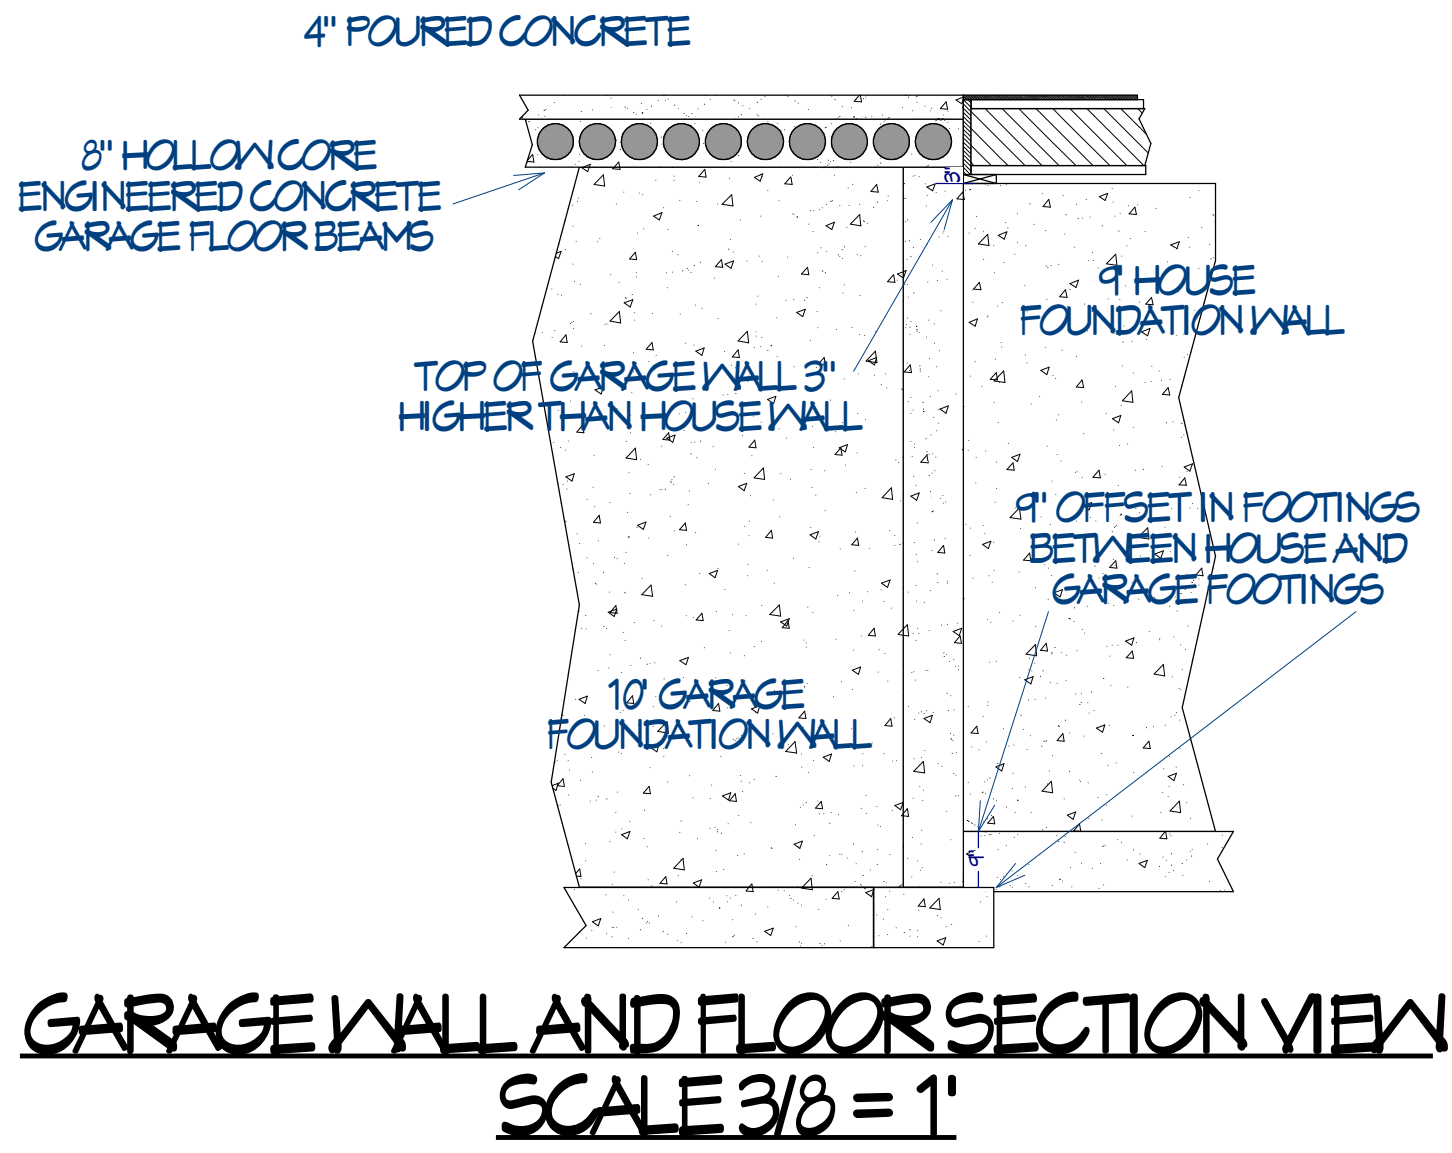 4" POURED CONCRETE
8" HOLLOW CORE
ENGINEERED CONCRETE
GARAGE FLOOR BEAMS
3"
9' HOUSE
FOUNDATION WALL
TOP OF GARAGE WALL 3"
HIGHER THAN HOUSE WALL
9" OFFSET IN FOOTINGS
BETWEEN HOUSE AND
GARAGE FOOTINGS
10' GARAGE
FOUNDATION WALL
9"
GARAGE WALL AND FLOOR SECTION VIEW
SCALE 3/8 = 1'